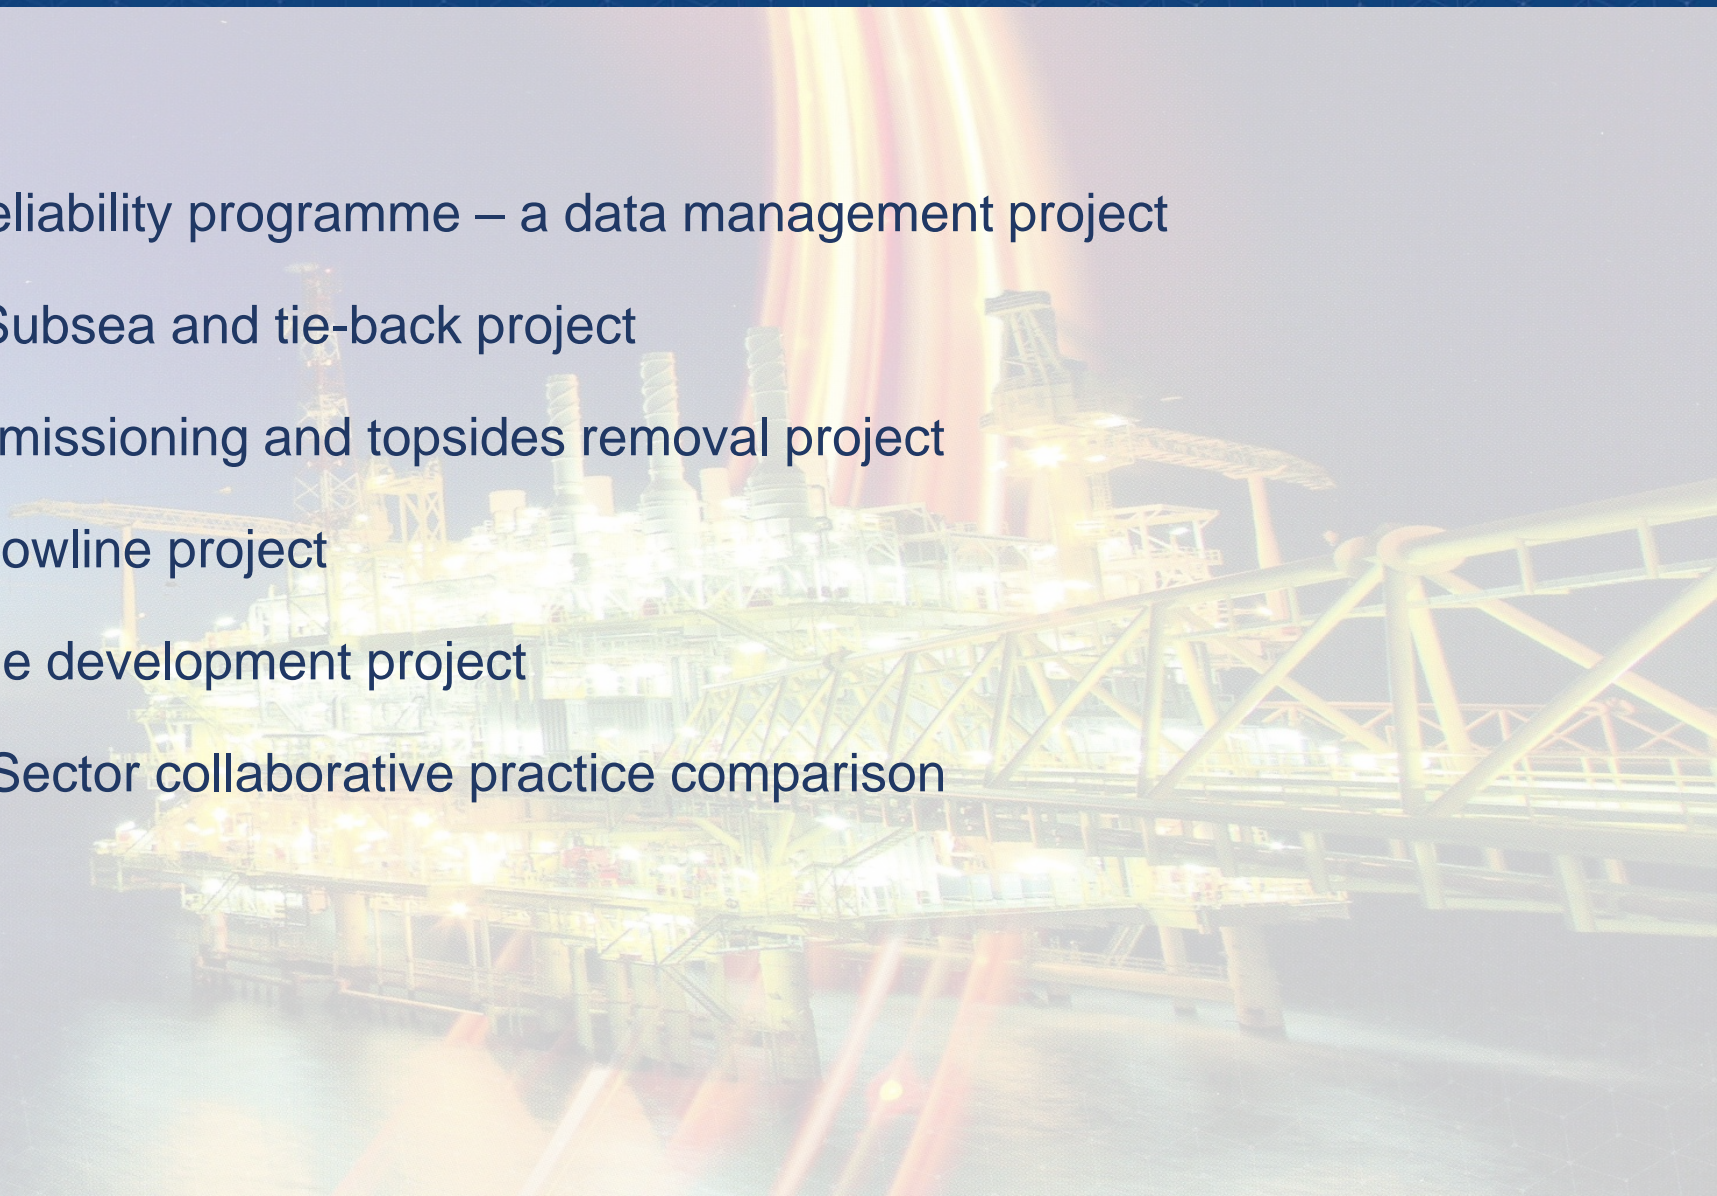 eliability programme – a data management project
Subsea and tie-back project
missioning and topsides removal project
owline project
e development project
Sector collaborative practice comparison